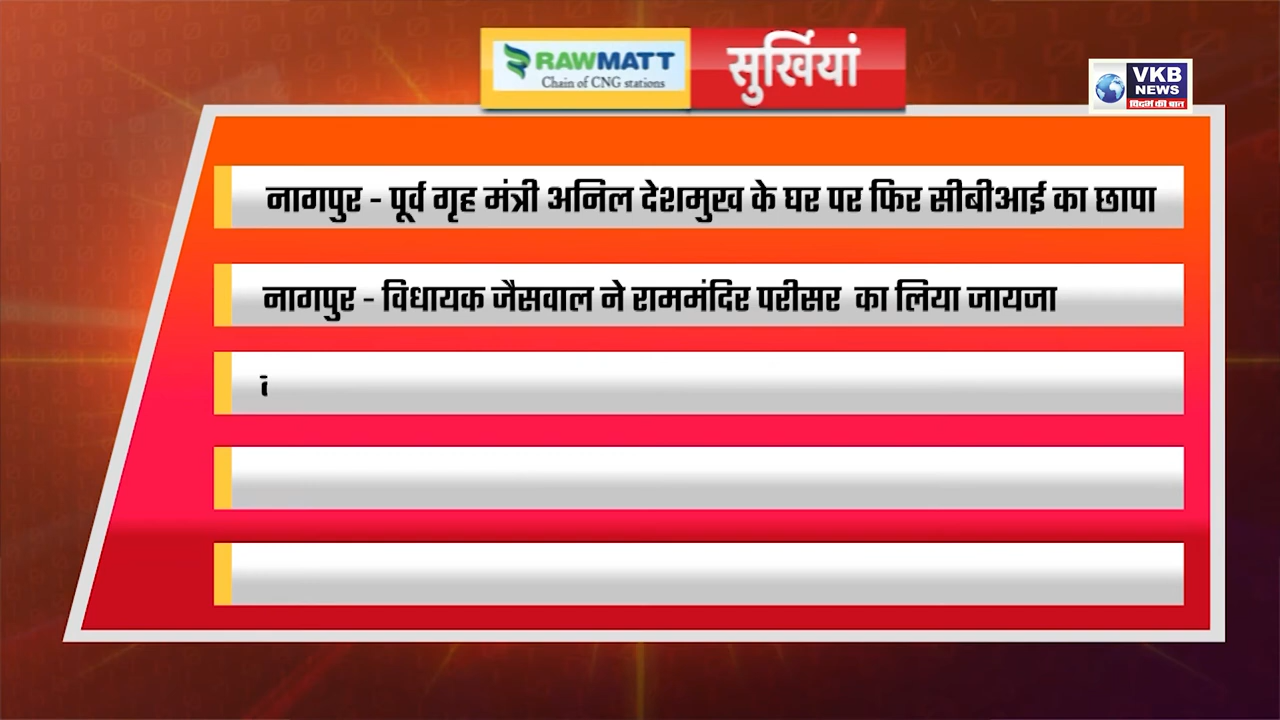 RAWMATT
Chain of CNG stations
सुर्खियां
VKB
NEWS
विदर्भ की बात
नागपुर - पूर्व गृह मंत्री अनिल देशमुख के घर पर फिर सीबीआई का छापा
नागपुर - विधायक जैसवाल ने राममंदिर परीसर का लिया जायजा